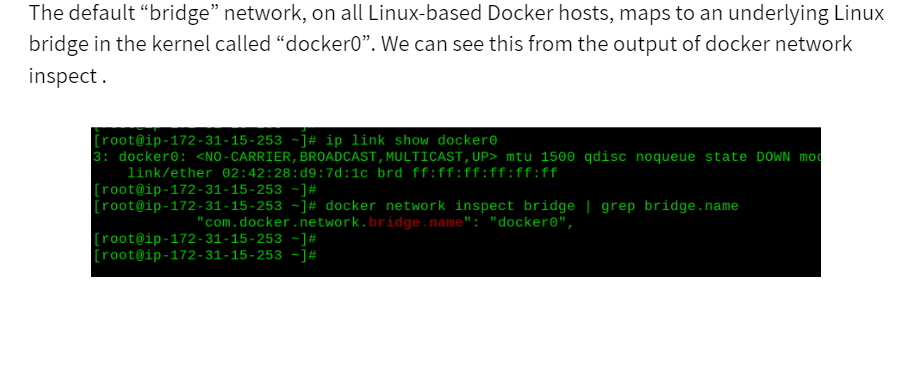 The default “bridge” network, on all Linux-based Docker hosts, maps to an underlying Linux
bridge in the kernel called “docker0”. We can see this from the output of docker network
inspect .
[root@ip-172-31-15-253 ~]# ip link show docker0
3: docker0: <NO-CARRIER,BROADCAST,MULTICAST,UP> mtu 1500 qdisc noqueue state DOWN mod
link/ether 02:42:28:d9:7d:1c brd ff:ff:ff:ff:ff:ff
[root@ip-172-31-15-253 ~]#
[root@ip-172-31-15-253 ~]# docker network inspect bridge | grep bridge.name
"com.docker.network.bridge.name": "docker0",
[root@ip-172-31-15-253 ~]#
[root@ip-172-31-15-253 ~]#